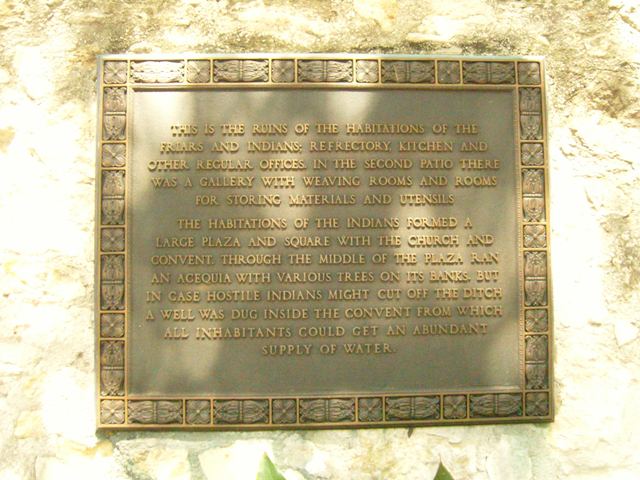 THIS IS THE RUINS OF THE HABITATIONS OF THE
FRIARS AND INDIANS; REFRECTORY, KITCHEN AND
OTHER REGULAR OFFICES. IN THE SECOND PATIO THERE
WAS A GALLERY WITH WEAVING ROOMS AND ROOMS
FOR STORING MATERIALS AND UTENSILS
THE HABITATIONS OF THE INDIANS FORMED A
LARGE PLAZA AND SQUARE WITH THE CHURCH AND
CONVENT. THROUGH THE MIDDLE OF THE PLAZA RAN
AN ACEQUIA WITH VARIOUS TREES ON ITS BANKS. BUT
IN CASE HOSTILE INDIANS MIGHT CUT OFF THE DITCH
A WELL WAS DUG INSIDE THE CONVENT FROM WHICH
ALL INHABITANTS COULD GET AN ABUNDANT
SUPPLY OF WATER.